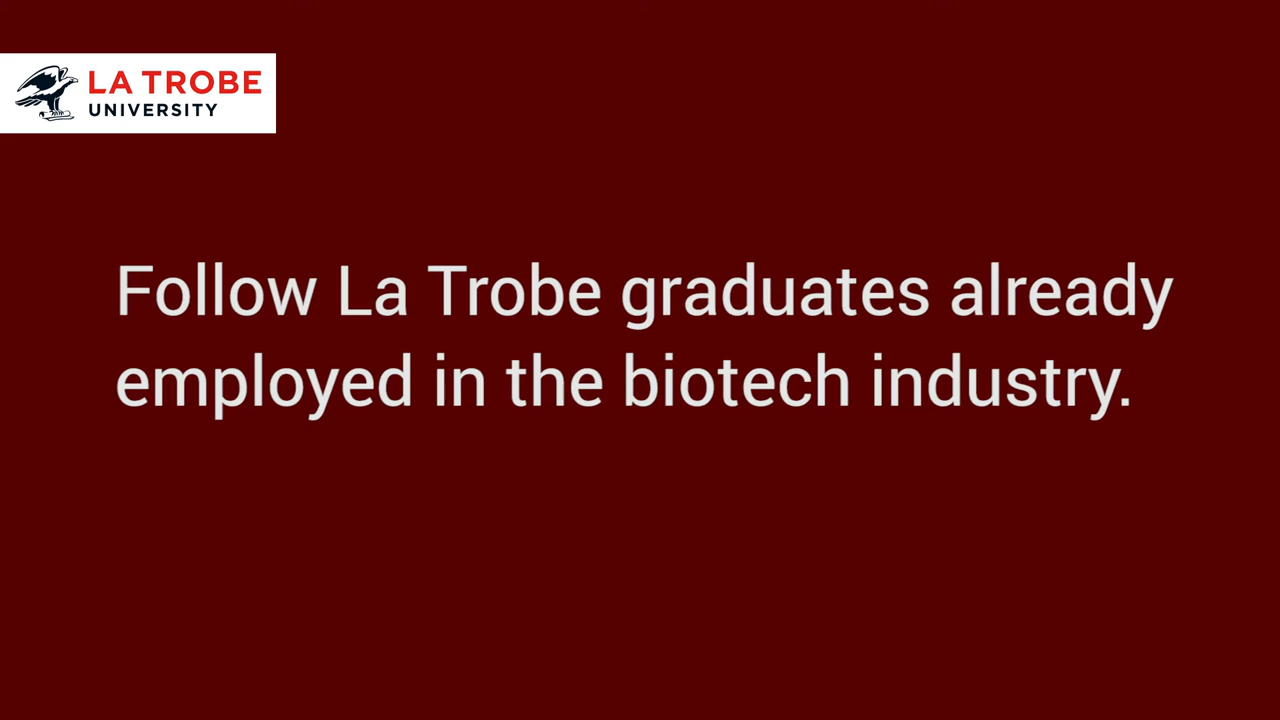 LA TROBE
UNIVERSITY
Follow La Trobe graduates already
employed in the biotech industry.